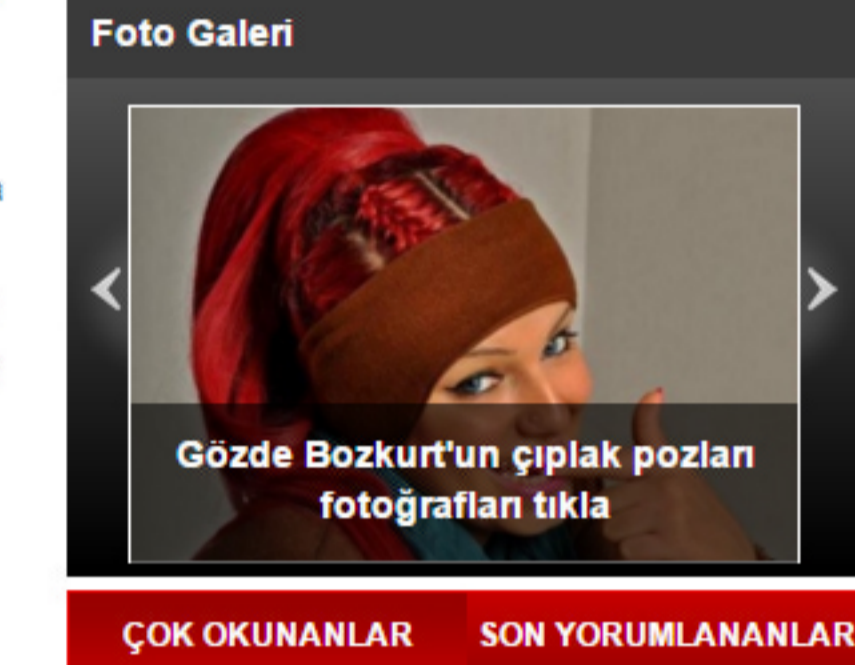 Foto Galeri
Gözde Bozkurt'un çıplak pozları
fotoğrafları tıkla
ÇOK OKUNANLAR
SON YORUMLANANLAR